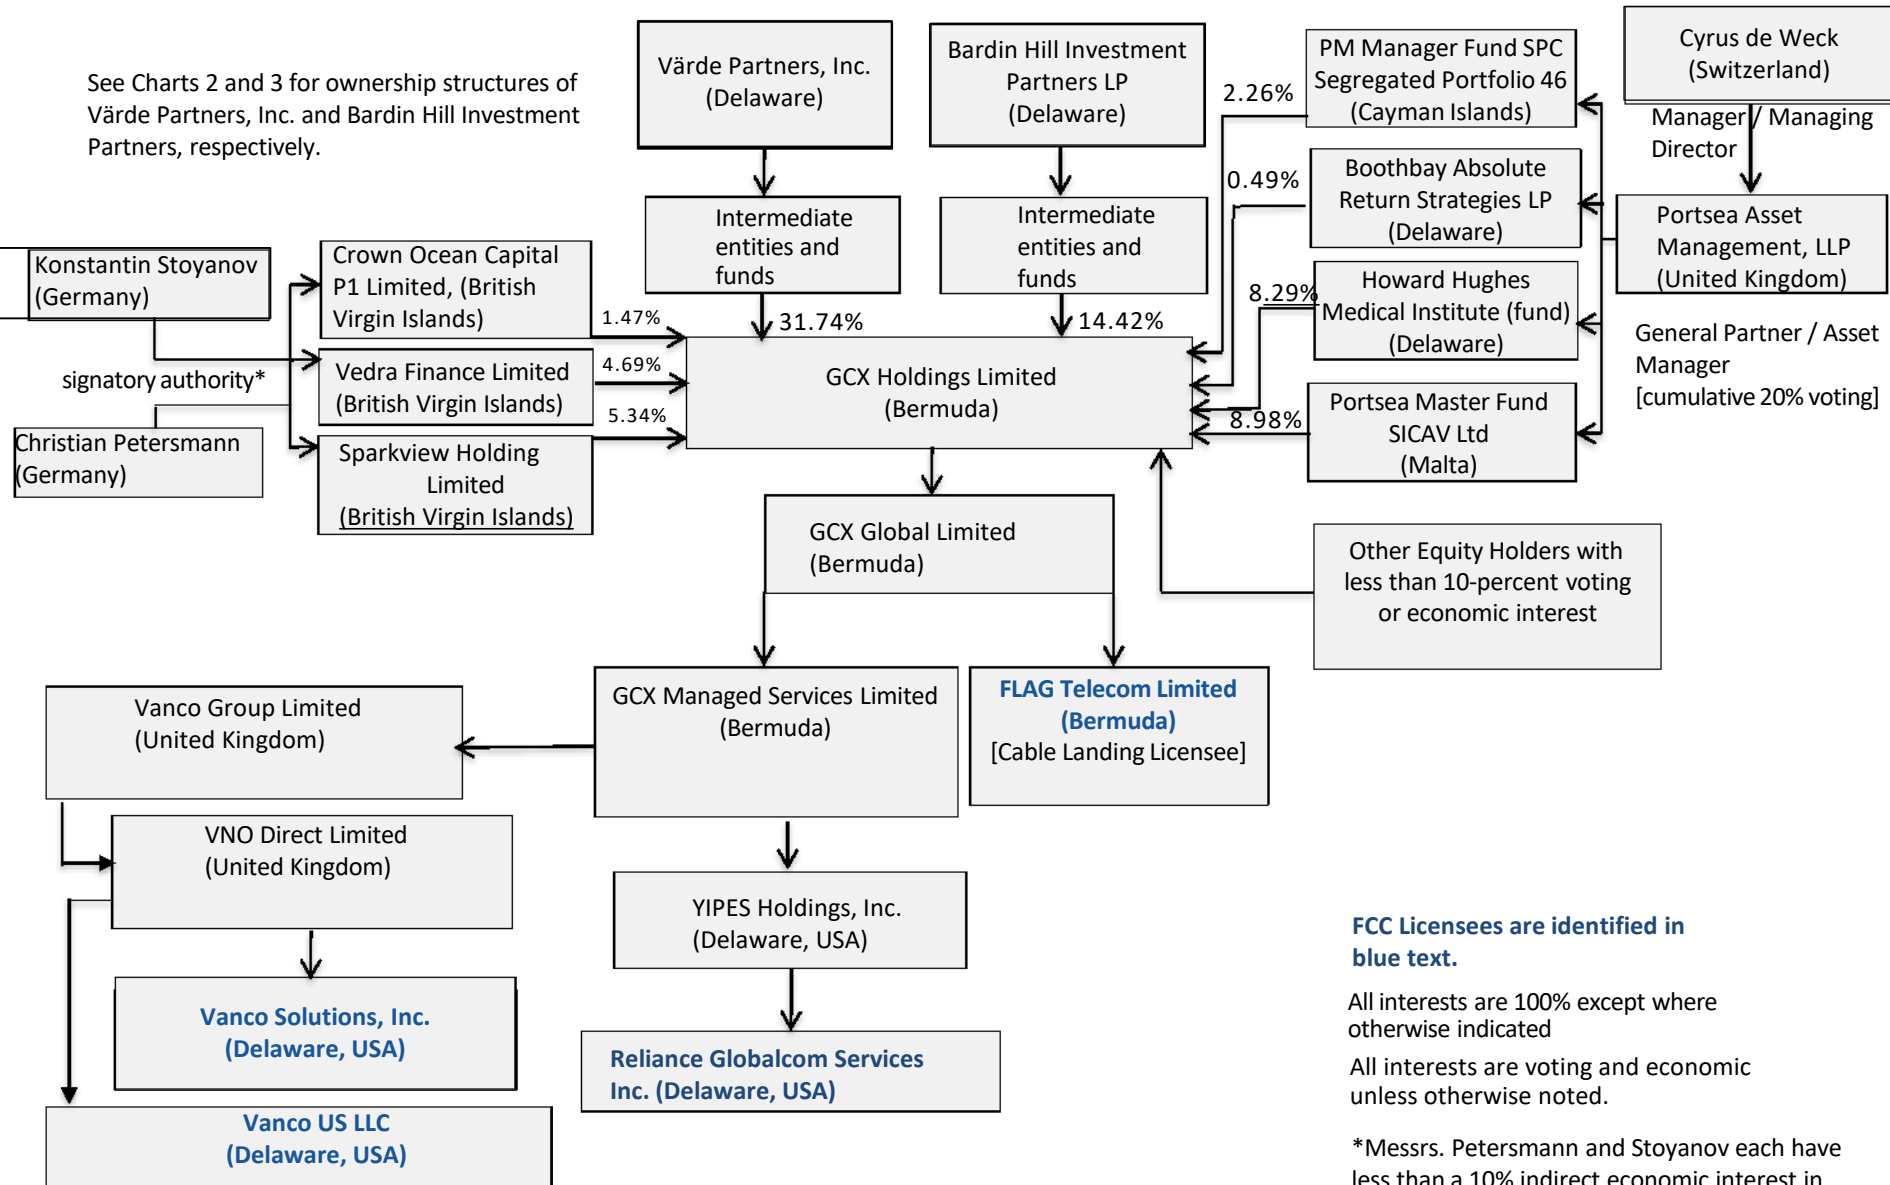 See Charts 2 and 3 for ownership structures of
Värde Partners, Inc. and Bardin Hill Investment
Partners, respectively.
Värde Partners, Inc.
(Delaware)
Bardin Hill Investment
Partners LP
(Delaware)
2.26%
PM Manager Fund SPC
Segregated Portfolio 46
(Cayman Islands)
Cyrus de Weck
(Switzerland)
Manager / Managing
Director
0.49%
Boothbay Absolute
Return Strategies LP
(Delaware)
Portsea Asset
Management, LLP
(United Kingdom)
Intermediate
entities and
funds
Intermediate
entities and
funds
Konstantin Stoyanov
(Germany)
Crown Ocean Capital
P1 Limited, (British
Virgin Islands)
1.47%
31.74%
14.42%
8.29%
Howard Hughes
Medical Institute (fund)
(Delaware)
General Partner / Asset
Manager
[cumulative 20% voting]
signatory authority*
Vedra Finance Limited
(British Virgin Islands)
4.69%
GCX Holdings Limited
(Bermuda)
5.34%
8.98%
Portsea Master Fund
SICAV Ltd
(Malta)
Christian Petersmann
(Germany)
Sparkview Holding
Limited
(British Virgin Islands)
GCX Global Limited
(Bermuda)
Other Equity Holders with
less than 10-percent voting
or economic interest
Vanco Group Limited
(United Kingdom)
GCX Managed Services Limited
(Bermuda)
FLAG Telecom Limited
(Bermuda)
[Cable Landing Licensee]
VNO Direct Limited
(United Kingdom)
YIPES Holdings, Inc.
(Delaware, USA)
Vanco Solutions, Inc.
(Delaware, USA)
Reliance Globalcom Services
Inc. (Delaware, USA)
Vanco US LLC
(Delaware, USA)
FCC Licensees are identified in
blue text.
All interests are 100% except where
otherwise indicated
All interests are voting and economic
unless otherwise noted.
*Messrs. Petersmann and Stoyanov each have
less than a 10% indirect economic interest in